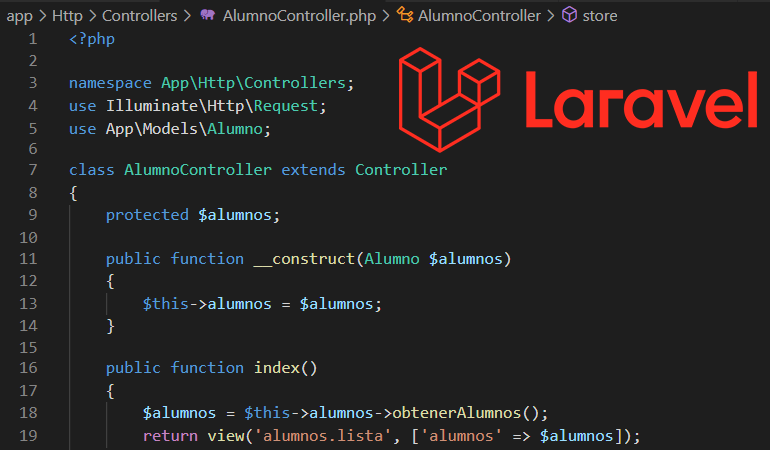 app > Http > Controllers > AlumnoController.php > AlumnoController > store
1 <?php
2
3 namespace App\Http\Controllers;
4 use Illuminate\Http\Request;
5 use App\Models\Alumno;
6
7 class AlumnoController extends Controller
8 {
9     protected $alumnos;
10
11     public function __construct(Alumno $alumnos)
12     {
13         $this->alumnos = $alumnos;
14     }
15
16     public function index()
17     {
18         $alumnos = $this->alumnos->obtenerAlumnos();
19         return view('alumnos.lista', ['alumnos' => $alumnos]);
Laravel